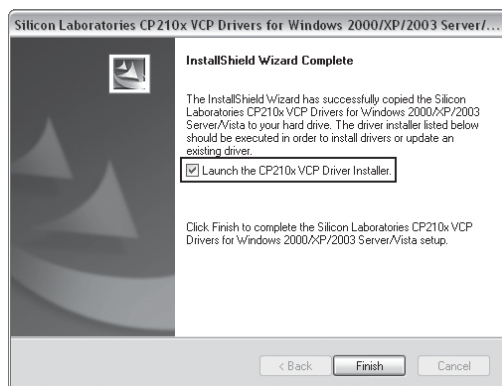 Silicon Laboratories CP210x VCP Drivers for Windows 2000/XP/2003 Server/...
InstallShield Wizard Complete
The InstallShield Wizard has successfully copied the Silicon
Laboratories CP210x VCP Drivers for Windows 2000/XP/2003
Server/Vista to your hard drive. The driver installer listed below
should be executed in order to install drivers or update an
existing driver.
Launch the CP210x VCP Driver Installer.
Click Finish to complete the Silicon Laboratories CP210x VCP
Drivers for Windows 2000/XP/2003 Server/Vista setup.
< Back Finish Cancel